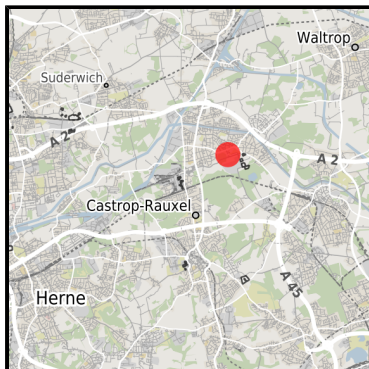 Waltrop
Suderwich
A 2
A 2
Castrop-Rauxel
A 45
Herne